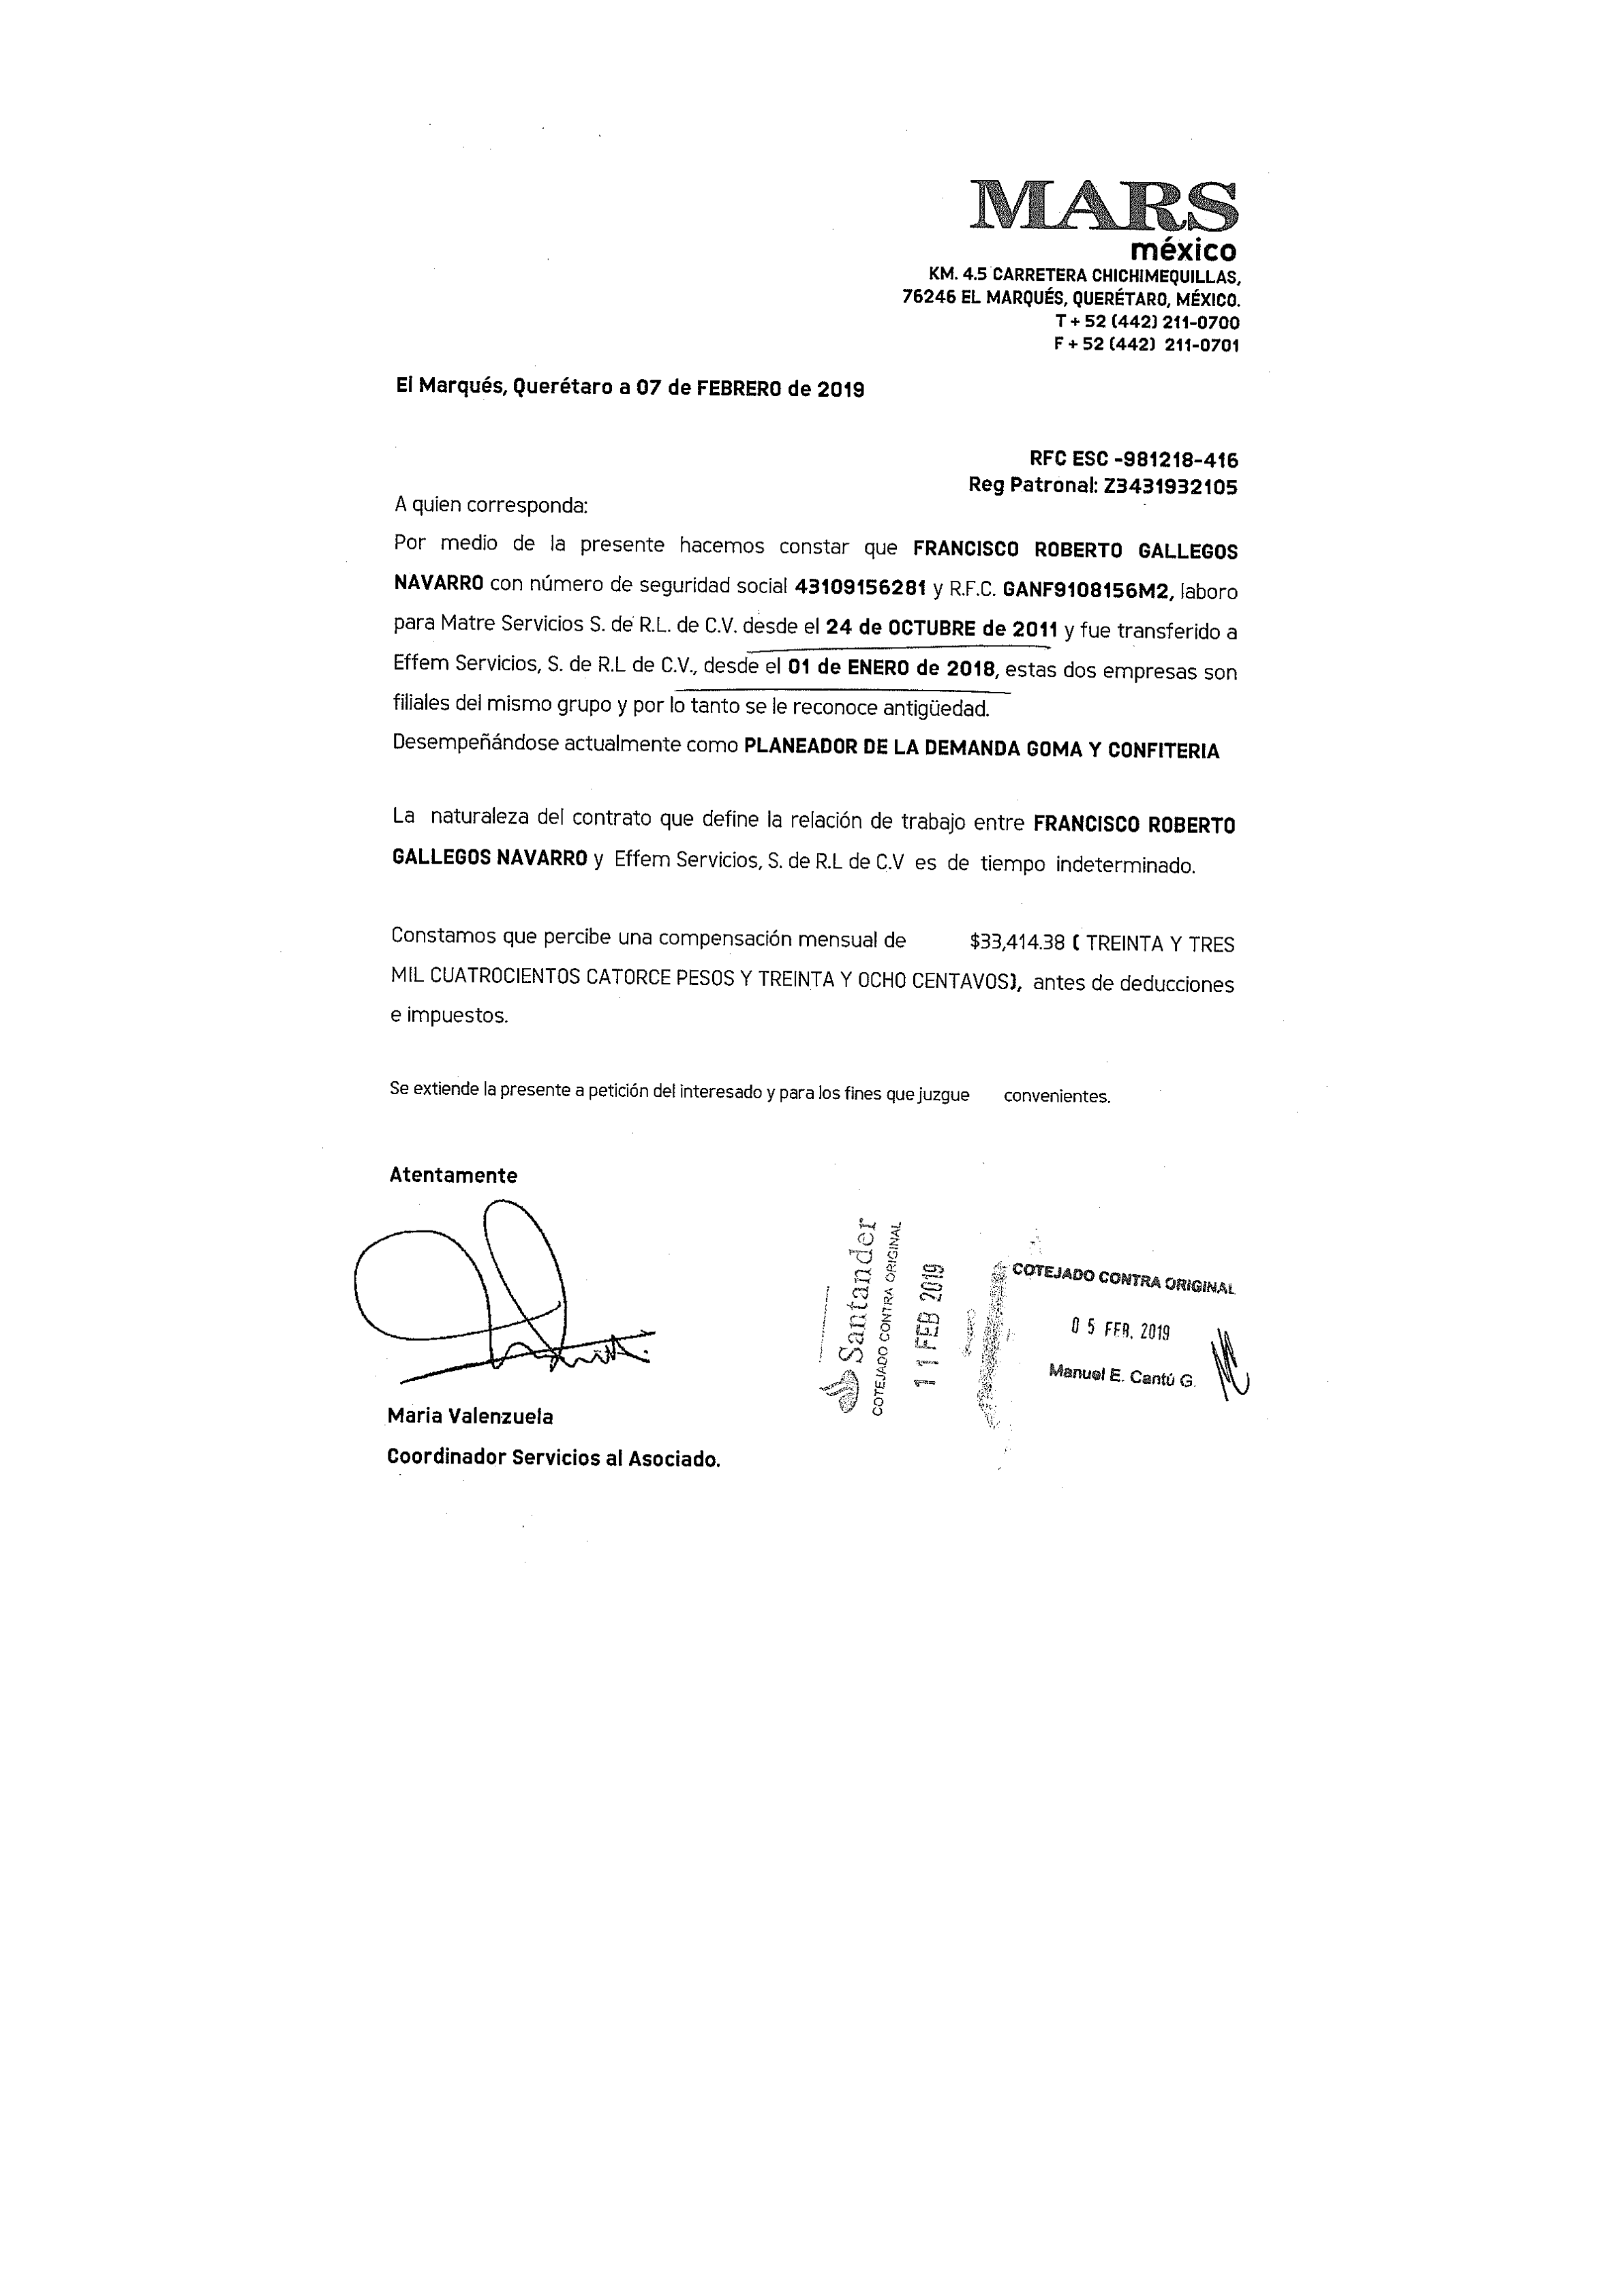 MARS
méxico
KM. 4.5 CARRETERA CHICHIMEQUILLAS,
76246 EL MARQUÉS, QUERÉTARO, MÉXICO.
T + 52 (442) 211-0700
F + 52 (442) 211-0701
El Marqués, Querétaro a 07 de FEBRERO de 2019
RFC ESC -981218-416
Reg Patronal: Z3431932105
A quien corresponda:
Por medio de la presente hacemos constar que FRANCISCO ROBERTO GALLEGOS
NAVARRO con número de seguridad social 43109156281 y R.F.C. GANF9108156M2, laboro
para Matre Servicios S. de R.L. de C.V. desde el 24 de OCTUBRE de 2011 y fue transferido a
Effem Servicios, S. de R.L de C.V., desde el 01 de ENERO de 2018, estas dos empresas son
filiales del mismo grupo y por lo tanto se le reconoce antigüedad.
Desempeñándose actualmente como PLANEADOR DE LA DEMANDA GOMA Y CONFITERIA
La naturaleza del contrato que define la relación de trabajo entre FRANCISCO ROBERTO
GALLEGOS NAVARRO y Effem Servicios, S. de R.L de C.V es de tiempo indeterminado.
Constamos que percibe una compensación mensual de $33,414.38 ( TREINTA Y TRES
MIL CUATROCIENTOS CATORCE PESOS Y TREINTA Y OCHO CENTAVOS), antes de deducciones
e impuestos.
Se extiende la presente a petición del interesado y para los fines que juzgue convenientes.
Atentamente
Santander
COTEJADO CONTRA ORIGINAL
11 FEB 2019
COTEJADO CONTRA ORIGINAL
05 FEB. 2019
Manuel E. Cantú G.
Maria Valenzuela
Coordinador Servicios al Asociado.